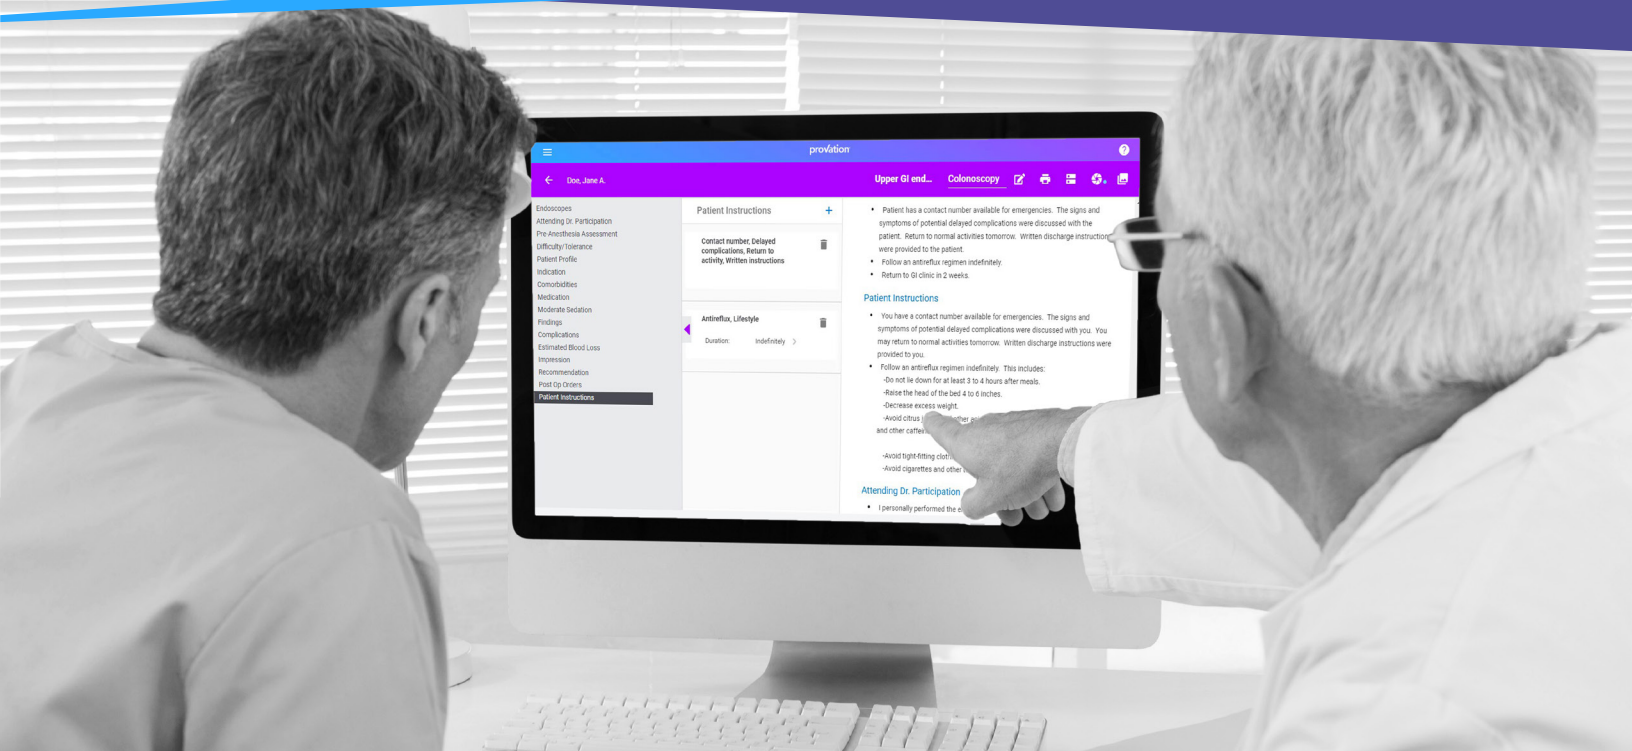 provation
?
Doe, Jane A.
Upper GI end...
Colonoscopy
Endoscopes
Attending Dr. Participation
Pre-Anesthesia Assessment
Difficulty/Tolerance
Patient Profile
Indication
Comorbidities
Medication
Moderate Sedation
Findings
Complications
Estimated Blood Loss
Impression
Recommendation
Post Op Orders
Patient Instructions
Patient Instructions +
Contact number, Delayed
complications, Return to
activity, Written instructions
Antireflux, Lifestyle
Duration: Indefinitely >
• Patient has a contact number available for emergencies. The signs and
symptoms of potential delayed complications were discussed with the
patient. Return to normal activities tomorrow. Written discharge instruction
were provided to the patient.
• Follow an antireflux regimen indefinitely.
• Return to GI clinic in 2 weeks.
Patient Instructions
• You have a contact number available for emergencies. The signs and
symptoms of potential delayed complications were discussed with you. You
may return to normal activities tomorrow. Written discharge instructions were
provided to you.
• Follow an antireflux regimen indefinitely. This includes:
-Do not lie down for at least 3 to 4 hours after meals.
-Raise the head of the bed 4 to 6 inches.
-Decrease excess weight.
-Avoid citrus other
and other
-Avoid tight-fitting
-Avoid cigarettes and other
Attending Dr. Participation
• I personally performed the